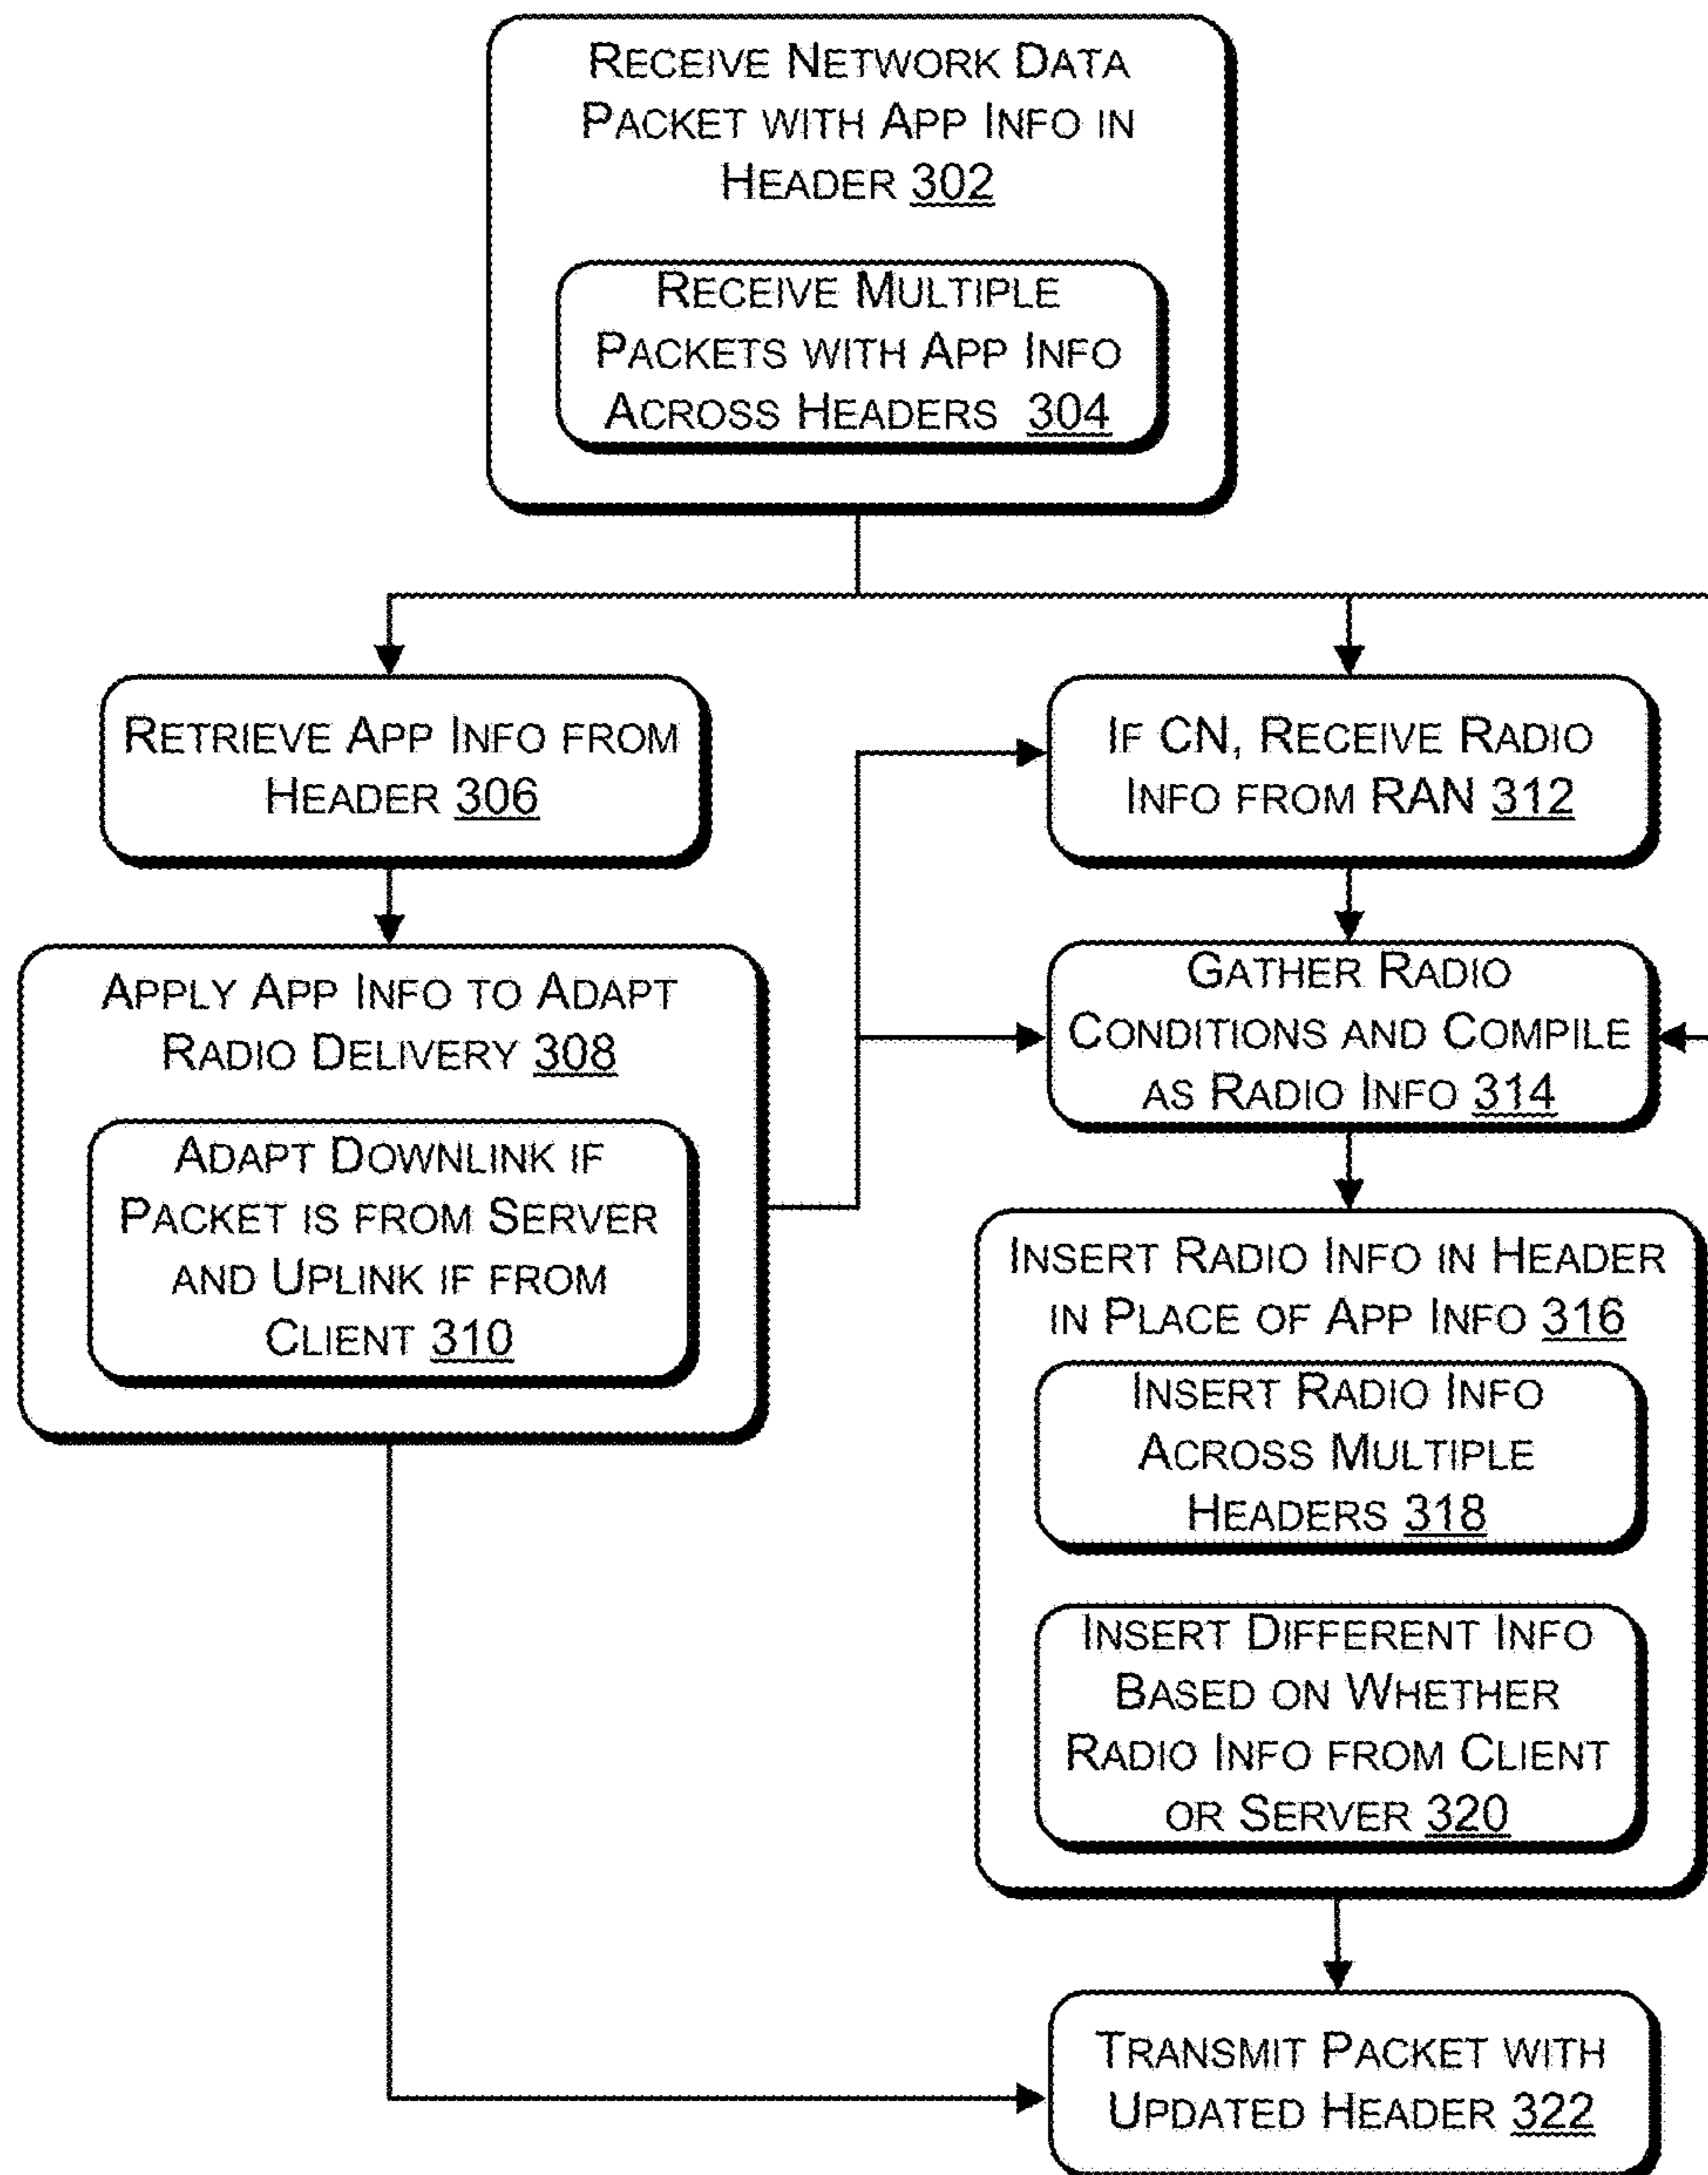 RECEIVE NETWORK DATA
PACKET WITH APP INFO IN
HEADER 302
RECEIVE MULTIPLE
PACKETS WITH APP INFO
ACROSS HEADERS 304
RETRIEVE APP INFO FROM
HEADER 306
APPLY APP INFO TO ADAPT
RADIO DELIVERY 308
ADAPT DOWNLINK IF
PACKET IS FROM SERVER
AND UPLINK IF FROM
CLIENT 310
IF CN, RECEIVE RADIO
INFO FROM RAN 312
GATHER RADIO
CONDITIONS AND COMPILE
AS RADIO INFO 314
INSERT RADIO INFO IN HEADER
IN PLACE OF APP INFO 316
INSERT RADIO INFO
ACROSS MULTIPLE
HEADERS 318
INSERT DIFFERENT INFO
BASED ON WHETHER
RADIO INFO FROM CLIENT
OR SERVER 320
TRANSMIT PACKET WITH
UPDATED HEADER 322